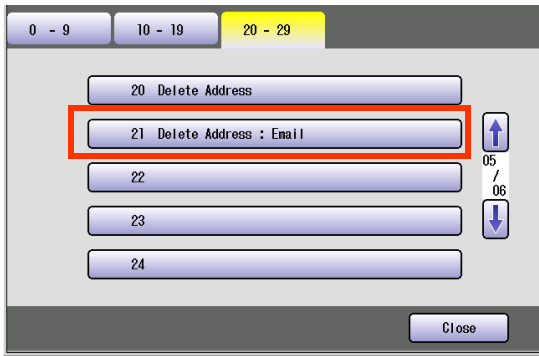 0 - 9
10 - 19
20 - 29
20 Delete Address
21 Delete Address : Email
22
23
24
05
/
06
Close